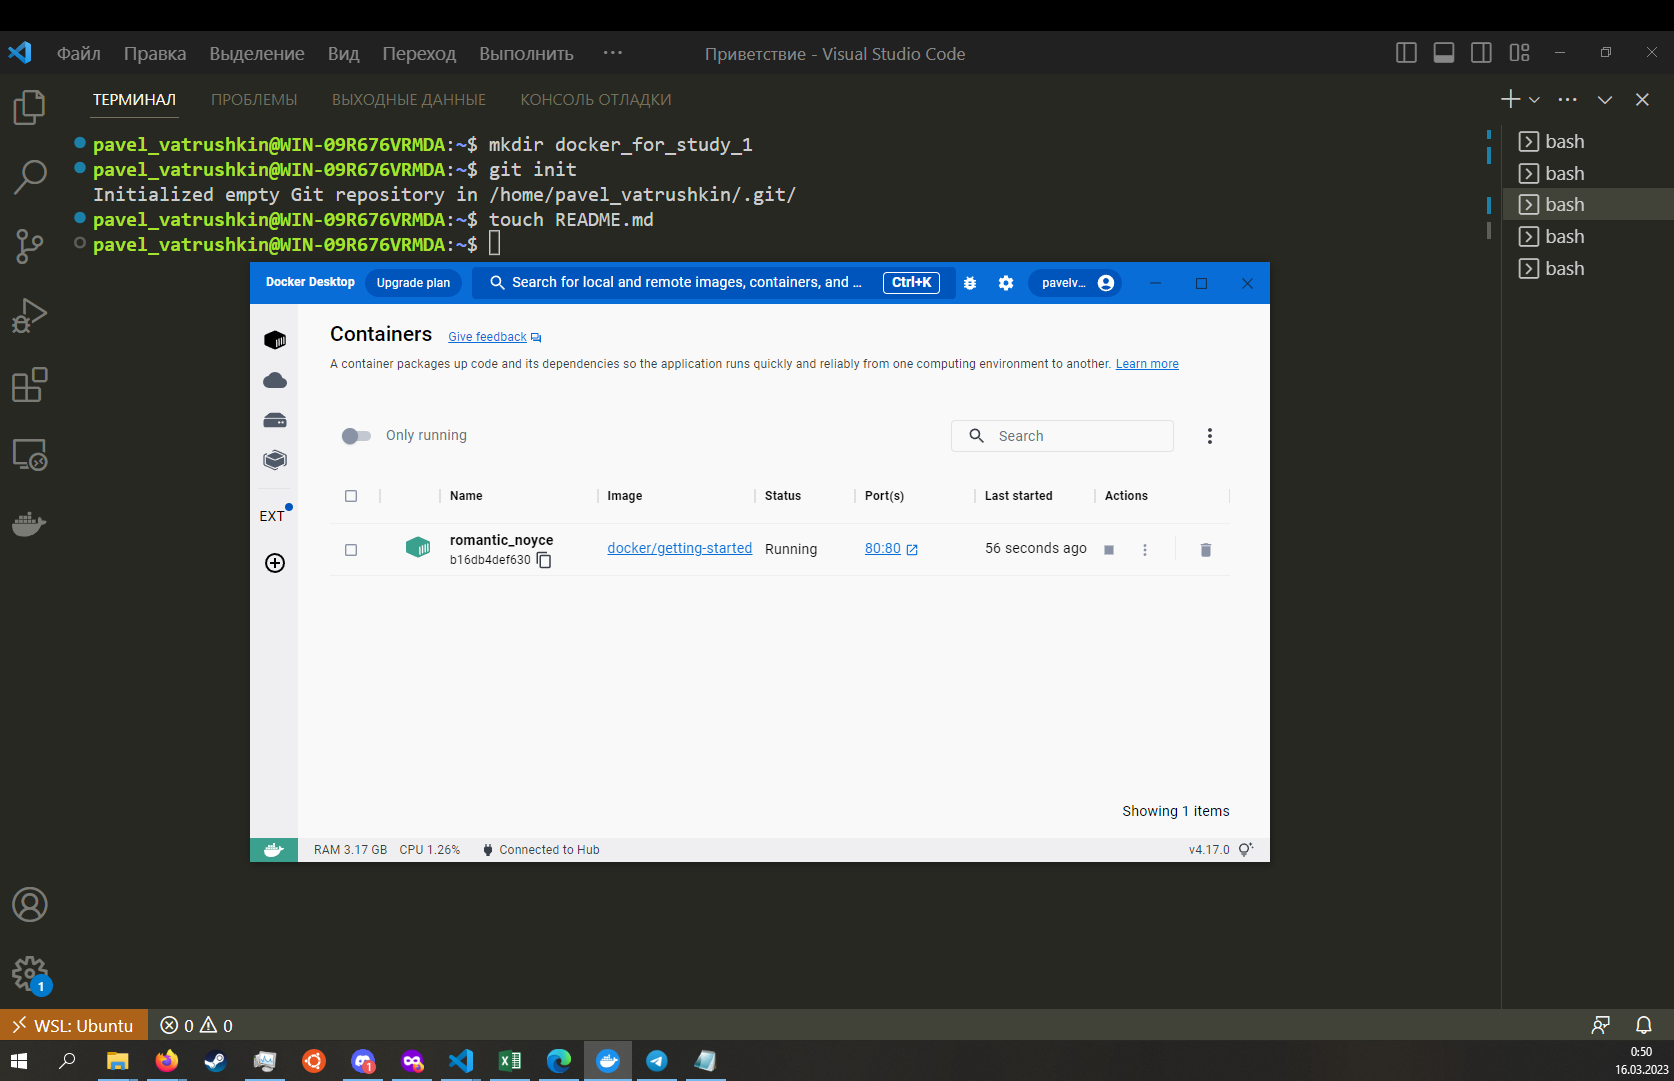 Файл Правка Выделение Вид Переход Выполнить ··· Приветствие - Visual Studio Code
ТЕРМИНАЛ ПРОБЛЕМЫ ВЫХОДНЫЕ ДАННЫЕ КОНСОЛЬ ОТЛАДКИ
pavel_vatrushkin@WIN-09R676VRMDA:~$ mkdir docker_for_study_1
pavel_vatrushkin@WIN-09R676VRMDA:~$ git init
Initialized empty Git repository in /home/pavel_vatrushkin/.git/
pavel_vatrushkin@WIN-09R676VRMDA:~$ touch README.md
pavel_vatrushkin@WIN-09R676VRMDA:~$
bash
bash
bash
bash
bash
Docker Desktop Upgrade plan Search for local and remote images, containers, and ... Ctrl+K pavelv...
Containers Give feedback
A container packages up code and its dependencies so the application runs quickly and reliably from one computing environment to another. Learn more
Only running Search
EXT
Name Image Status Port(s) Last started Actions
romantic_noyce docker/getting-started Running 80:80 56 seconds ago
b16db4def630
Showing 1 items
RAM 3.17 GB CPU 1.26% Connected to Hub v4.17.0
1
WSL: Ubuntu 0 0
1
0:50
16.03.2023